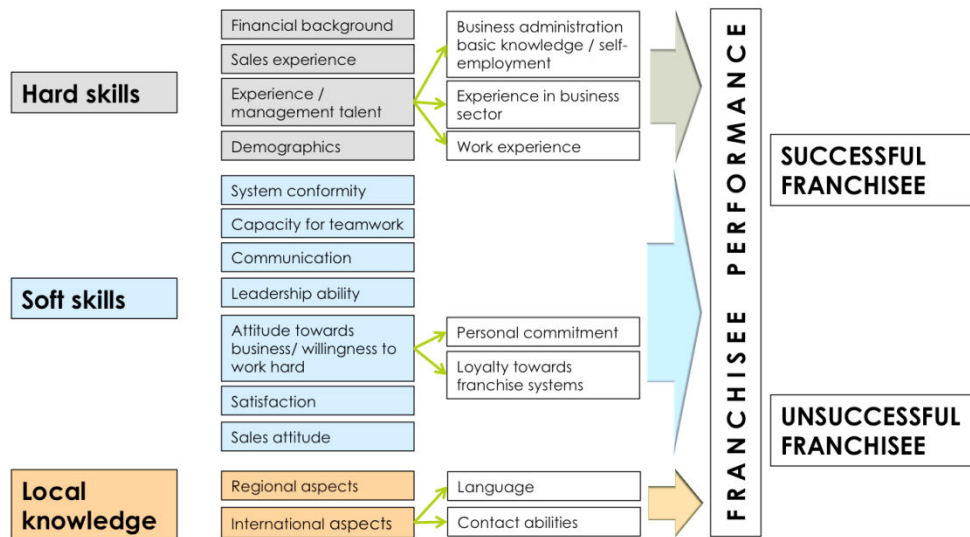 Hard skills
Financial background
Sales experience
Experience /
management talent
Demographics
Business administration
basic knowledge / self-
employment
Experience in business
sector
Work experience
Soft skills
System conformity
Capacity for teamwork
Communication
Leadership ability
Attitude towards
business/ willingness to
work hard
Satisfaction
Sales attitude
Personal commitment
Loyalty towards
franchise systems
Local
knowledge
Regional aspects
International aspects
Language
Contact abilities
FRANCHISEE PERFORMANCE
SUCCESSFUL
FRANCHISEE
UNSUCCESSFUL
FRANCHISEE